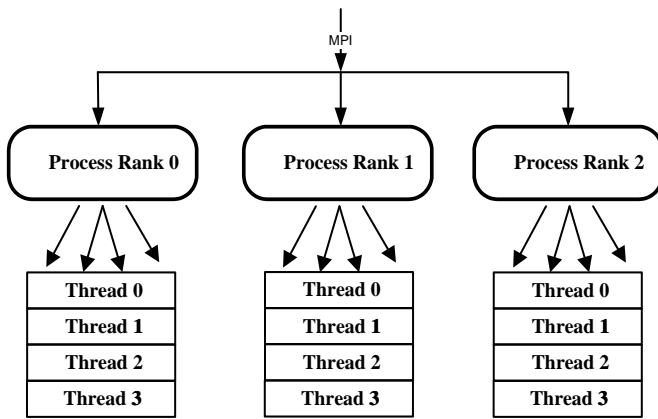 MPI
Process Rank 0
Process Rank 1
Process Rank 2
Thread 0
Thread 1
Thread 2
Thread 3
Thread 0
Thread 1
Thread 2
Thread 3
Thread 0
Thread 1
Thread 2
Thread 3